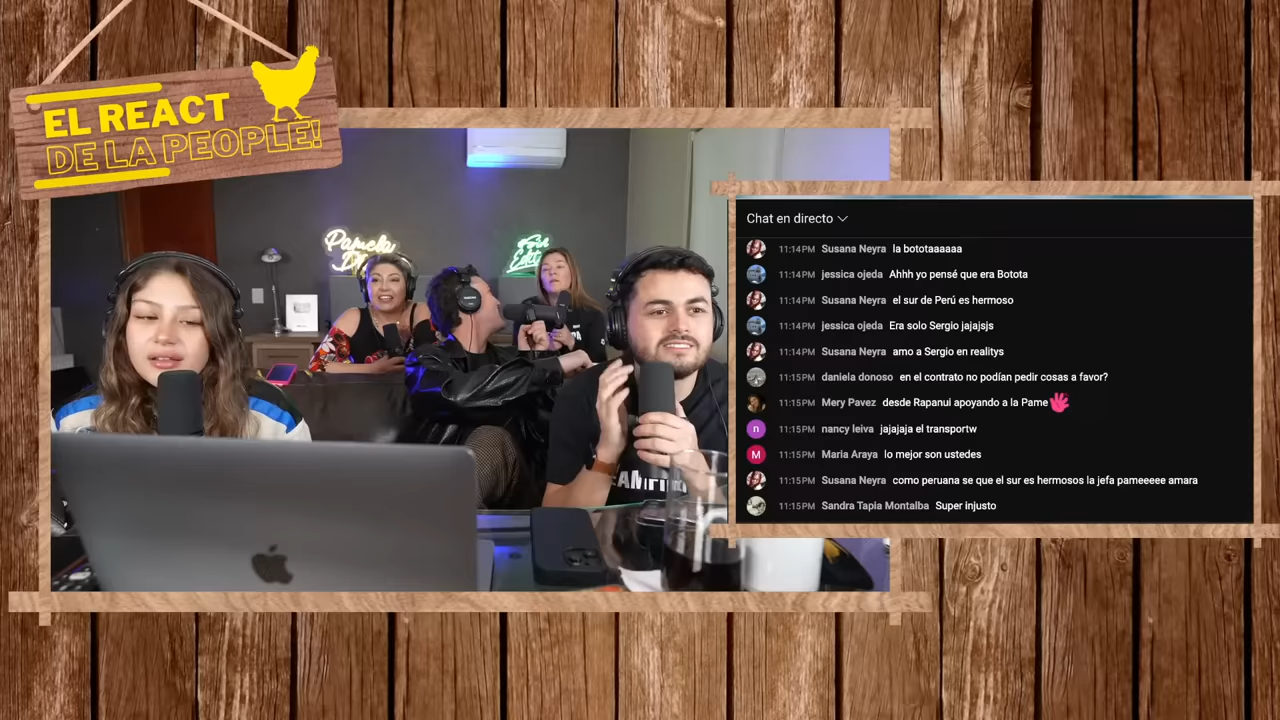 EL REACT
DE LA PEOPLE!
Pamela
Chat en directo
11:14PM Susana Neyra la bototaaaaaa
11:14PM jessica ojeda Ahhh yo pensé que era Botota
11:14PM Susana Neyra el sur de Perú es hermoso
11:14PM jessica ojeda Era solo Sergio jajajsjs
11:14PM Susana Neyra amo a Sergio en realitys
11:15PM daniela donoso en el contrato no podían pedir cosas a favor?
11:15PM Mery Pavez desde Rapanui apoyando a la Pame
n 11:15PM nancy leiva jajajaja el transportw
M 11:15PM Maria Araya lo mejor son ustedes
11:15PM Susana Neyra como peruana se que el sur es hermosos la jefa pameeeee amara
11:15PM Sandra Tapia Montalba Super injusto